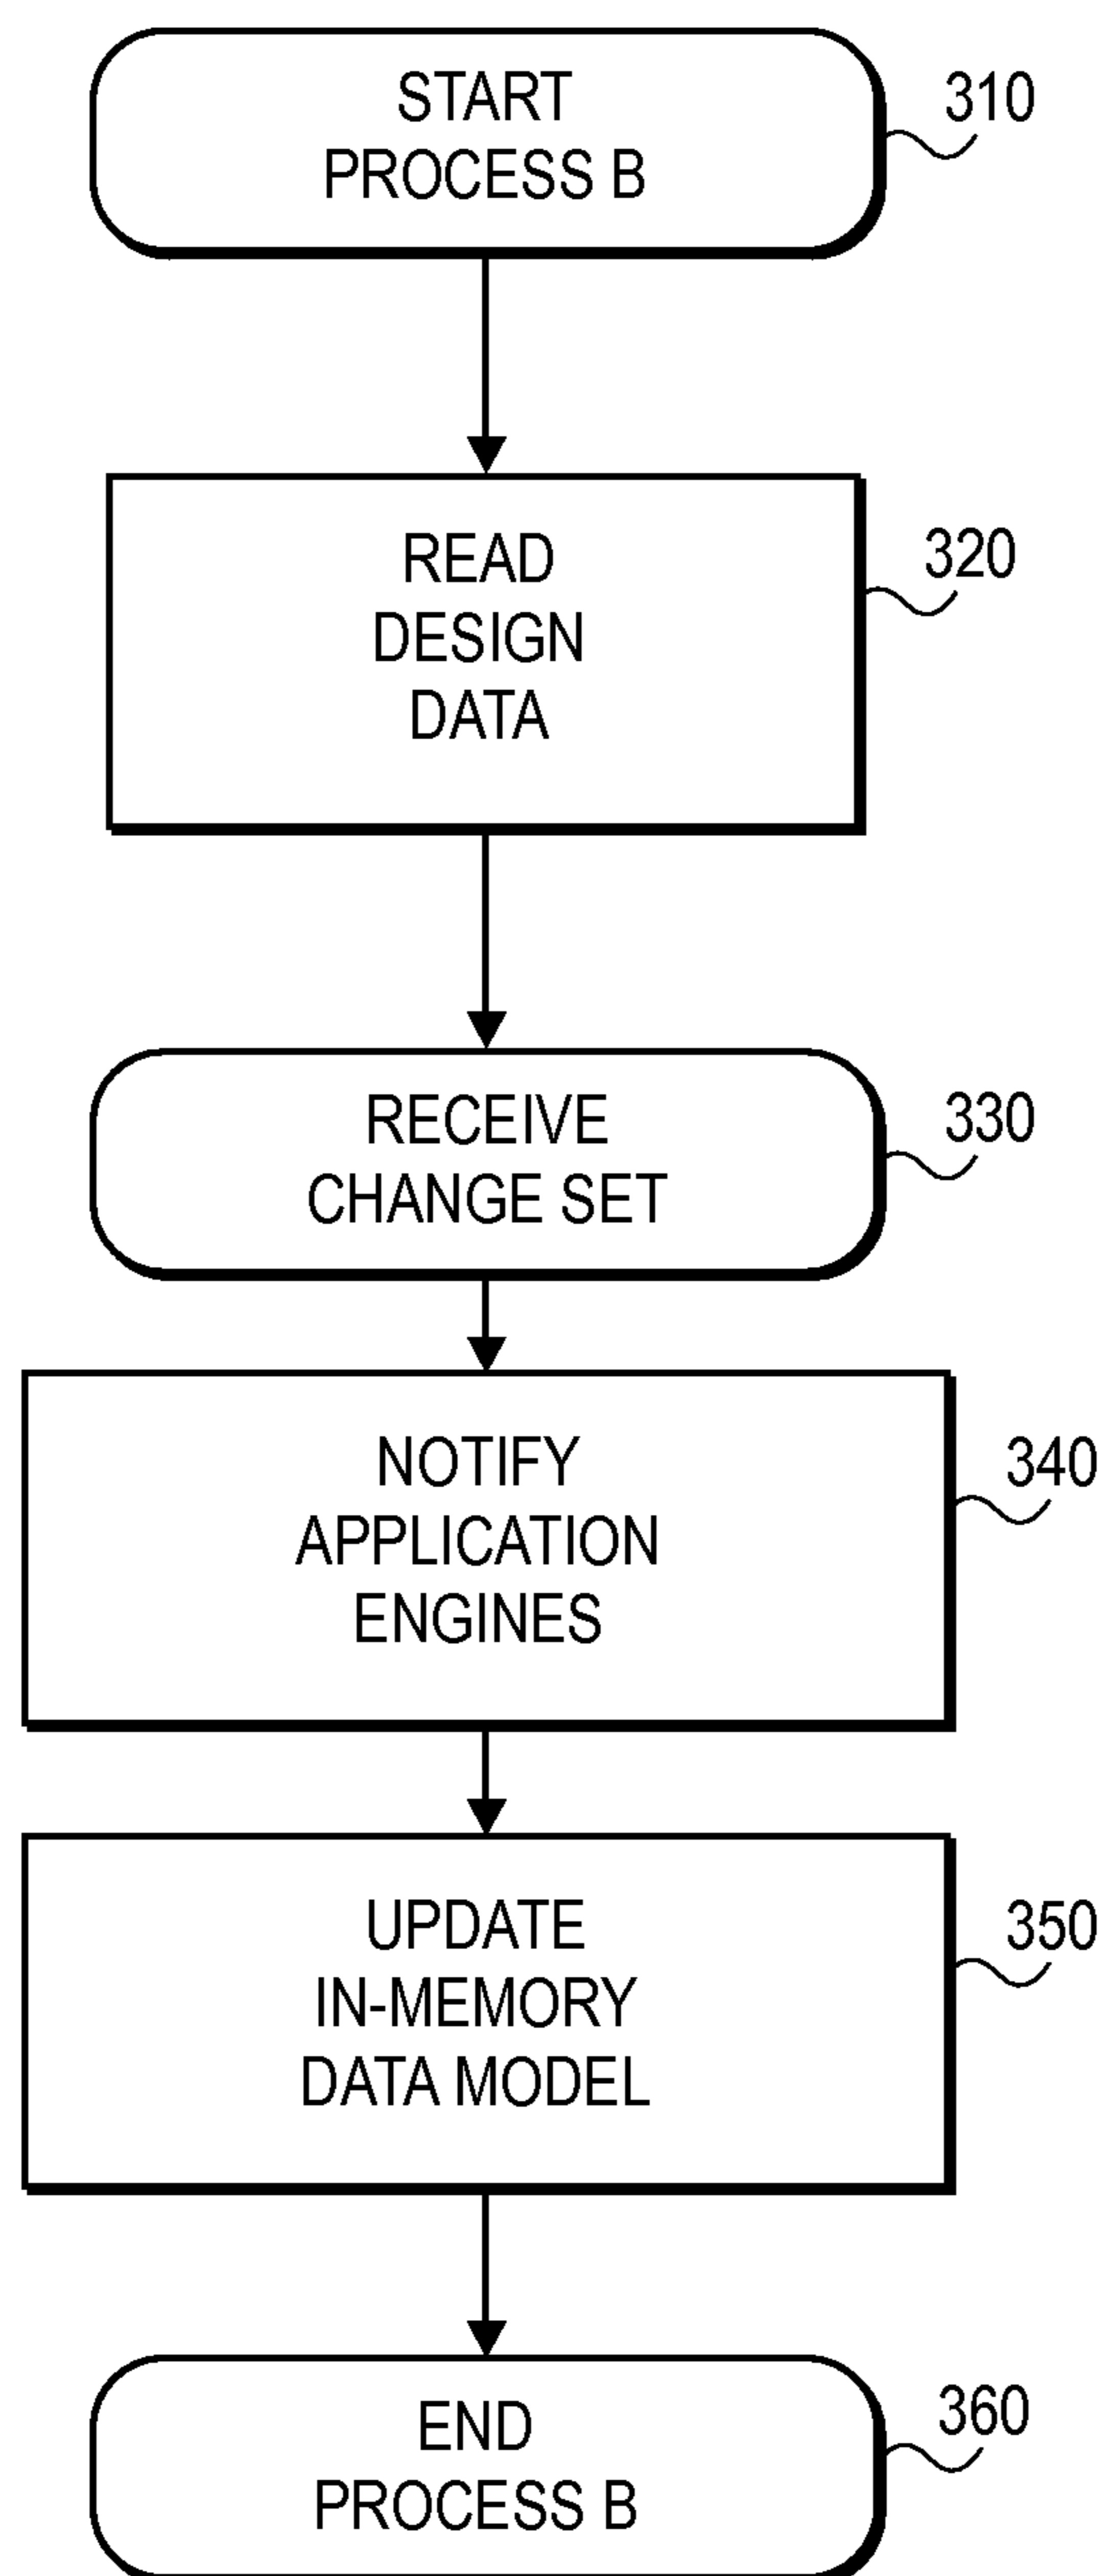 START
PROCESS B
310
READ
DESIGN
DATA
320
RECEIVE
CHANGE SET
330
NOTIFY
APPLICATION
ENGINES
340
UPDATE
IN-MEMORY
DATA MODEL
350
END
PROCESS B
360